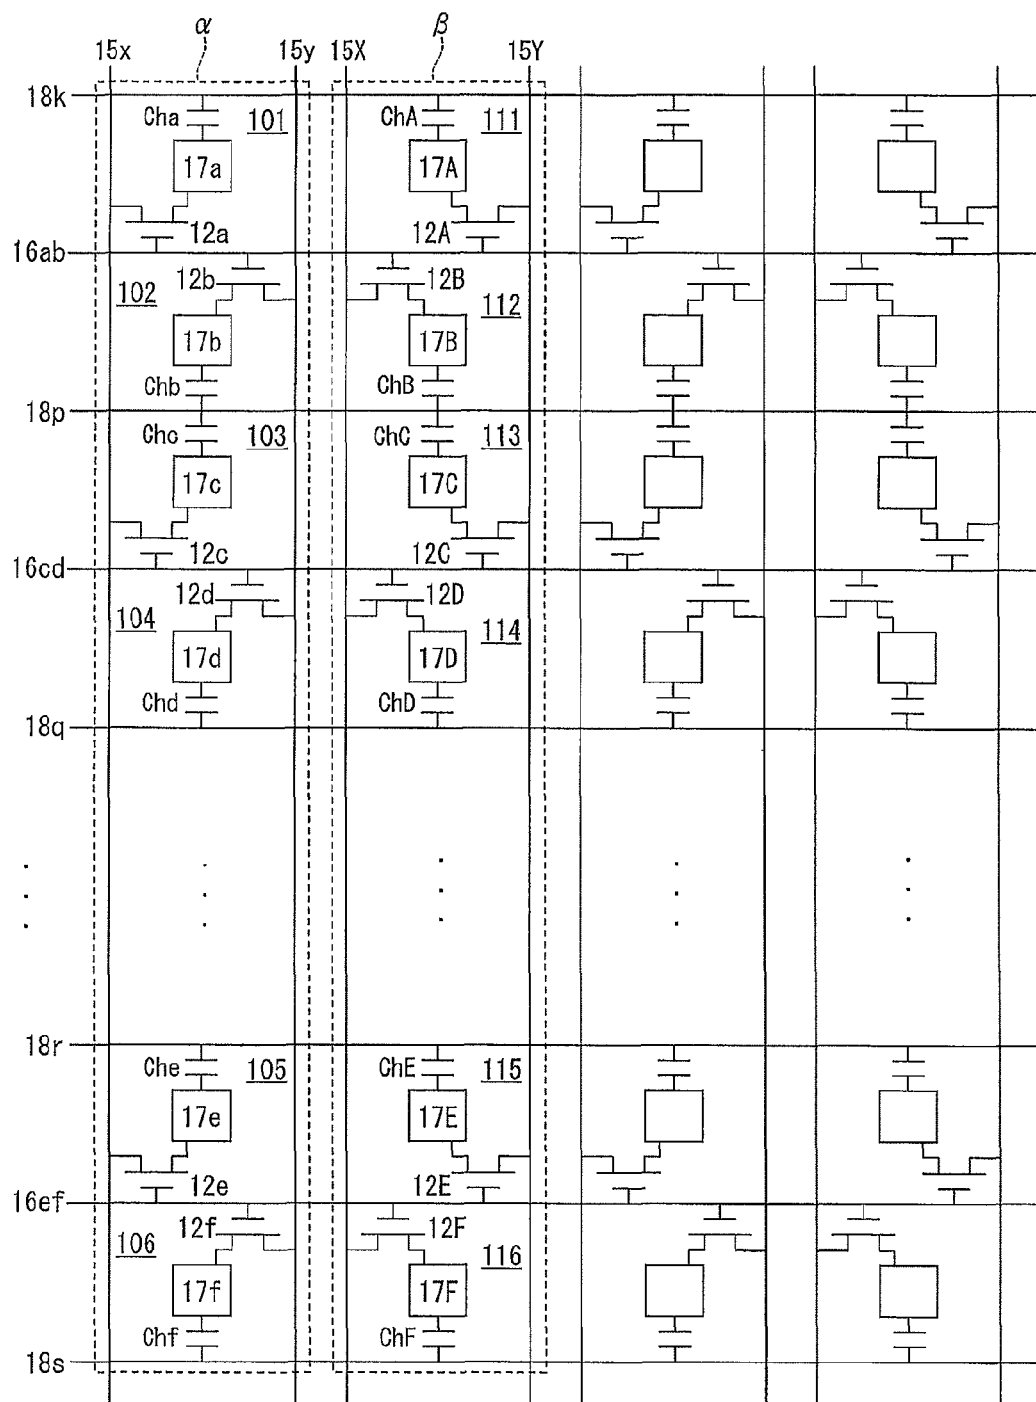 α β
15x 15y 15X 15Y
18k
Cha 101 ChA 111
17a 17A
12a 12A
16ab
12b 12B
102 112
17b 17B
Chb ChB
18p
Chc 103 ChC 113
17c 17C
12c 12C
16cd
12d 12D
104 114
17d 17D
Chd ChD
18q
18r
Che 105 ChE 115
17e 17E
12e 12E
16ef
12f 12F
106 116
17f 17F
Chf ChF
18s